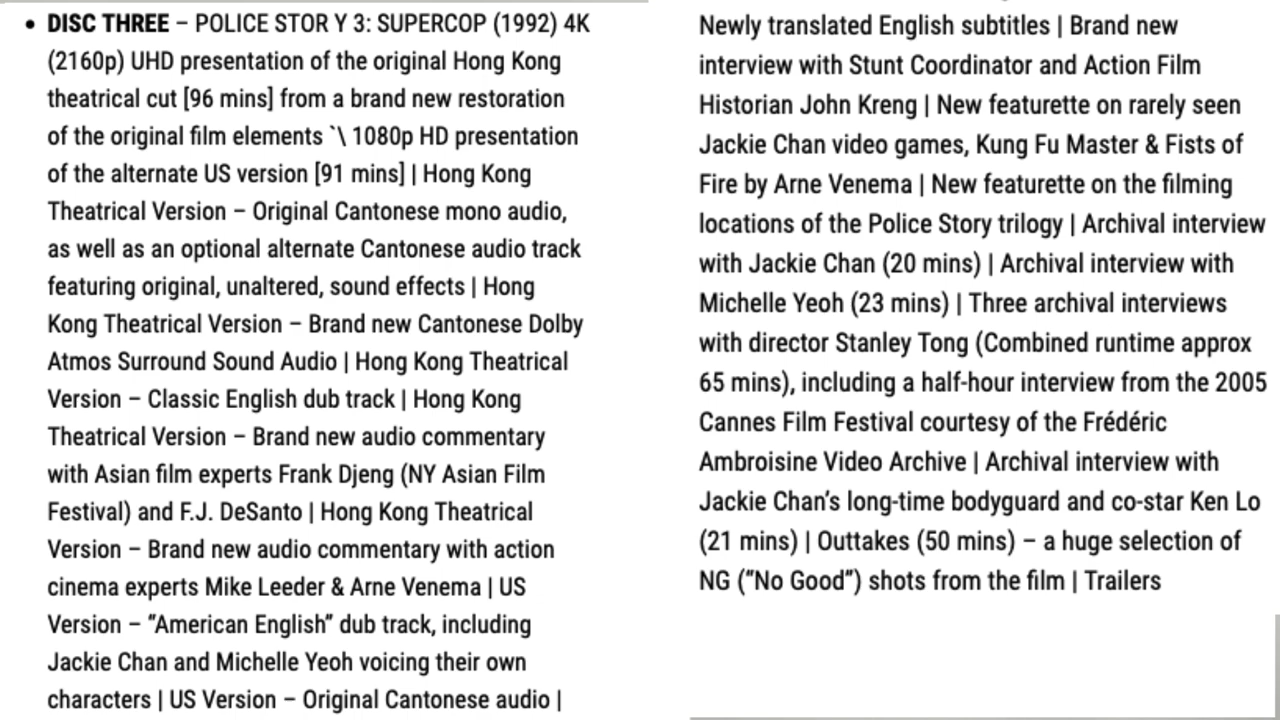 • DISC THREE – POLICE STOR Y 3: SUPERCOP (1992) 4K
(2160p) UHD presentation of the original Hong Kong
theatrical cut [96 mins] from a brand new restoration
of the original film elements `\ 1080p HD presentation
of the alternate US version [91 mins] | Hong Kong
Theatrical Version – Original Cantonese mono audio,
as well as an optional alternate Cantonese audio track
featuring original, unaltered, sound effects | Hong
Kong Theatrical Version – Brand new Cantonese Dolby
Atmos Surround Sound Audio | Hong Kong Theatrical
Version – Classic English dub track | Hong Kong
Theatrical Version – Brand new audio commentary
with Asian film experts Frank Djeng (NY Asian Film
Festival) and F.J. DeSanto | Hong Kong Theatrical
Version – Brand new audio commentary with action
cinema experts Mike Leeder & Arne Venema | US
Version – “American English” dub track, including
Jackie Chan and Michelle Yeoh voicing their own
characters | US Version – Original Cantonese audio |
Newly translated English subtitles | Brand new
interview with Stunt Coordinator and Action Film
Historian John Kreng | New featurette on rarely seen
Jackie Chan video games, Kung Fu Master & Fists of
Fire by Arne Venema | New featurette on the filming
locations of the Police Story trilogy | Archival interview
with Jackie Chan (20 mins) | Archival interview with
Michelle Yeoh (23 mins) | Three archival interviews
with director Stanley Tong (Combined runtime approx
65 mins), including a half-hour interview from the 2005
Cannes Film Festival courtesy of the Frédéric
Ambroisine Video Archive | Archival interview with
Jackie Chan’s long-time bodyguard and co-star Ken Lo
(21 mins) | Outtakes (50 mins) – a huge selection of
NG (“No Good”) shots from the film | Trailers